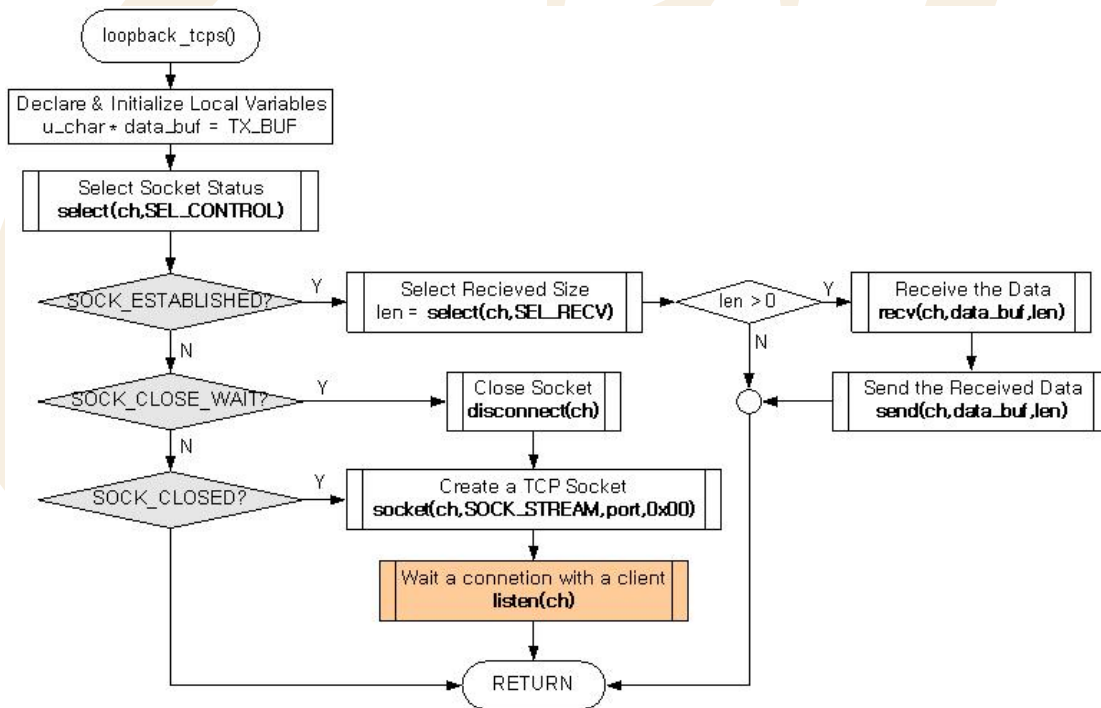 loopback_tcps()
Declare & Initialize Local Variables
u_char* data_buf = TX_BUF
Select Socket Status
select(ch,SEL_CONTROL)
SOCK_ESTABLISHED?
Y
N
Select Recieved Size
len = select(ch,SEL_RECV)
len > 0
Y
N
Receive the Data
recv(ch,data_buf,len)
Send the Received Data
send(ch,data_buf,len)
SOCK_CLOSE_WAIT?
Y
N
Close Socket
disconnect(ch)
SOCK_CLOSED?
Y
Create a TCP Socket
socket(ch,SOCK_STREAM,port,0x00)
Wait a connetion with a client
listen(ch)
RETURN